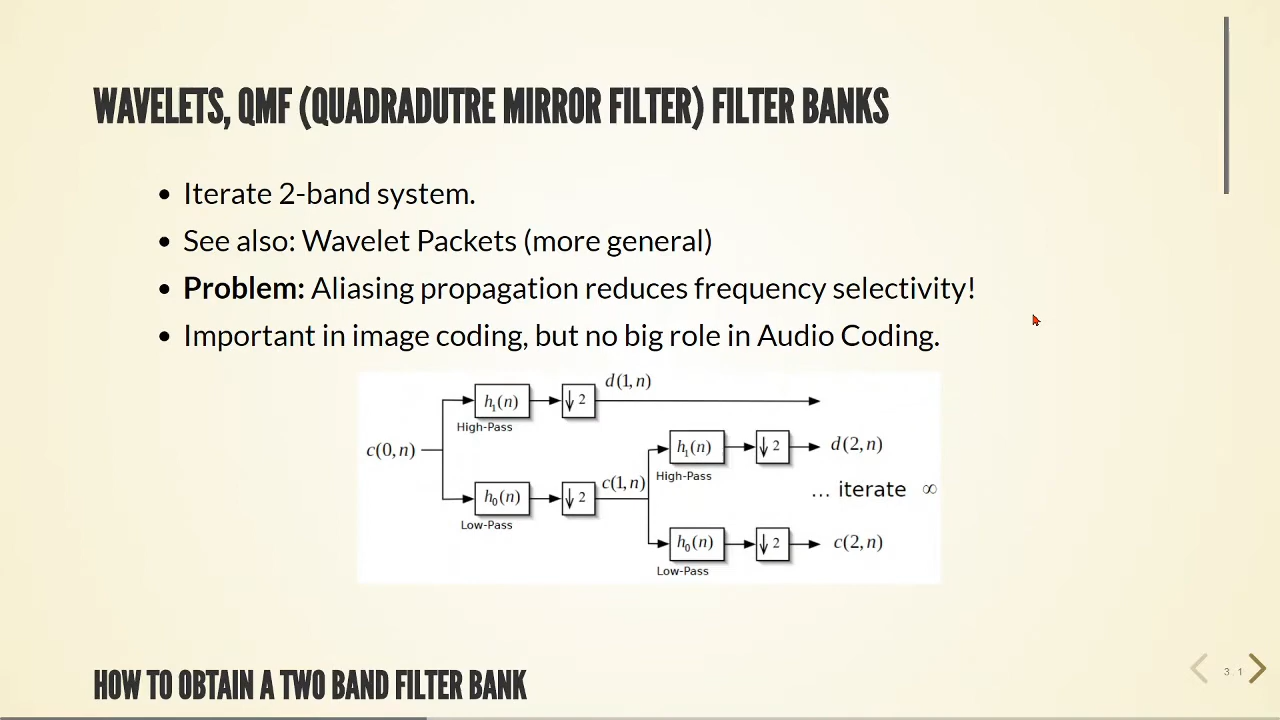 WAVELETS, QMF (QUADRADUTRE MIRROR FILTER) FILTER BANKS
• Iterate 2-band system.
• See also: Wavelet Packets (more general)
• Problem: Aliasing propagation reduces frequency selectivity!
• Important in image coding, but no big role in Audio Coding.
d(1,n)
h₁(n) ↓ 2
High-Pass
c(0,n)
h₁(n) ↓ 2 d(2,n)
High-Pass
c(1,n)
h₀(n) ↓ 2
Low-Pass
... iterate ∞
h₀(n) ↓ 2 c(2,n)
Low-Pass
HOW TO OBTAIN A TWO BAND FILTER BANK
3.1